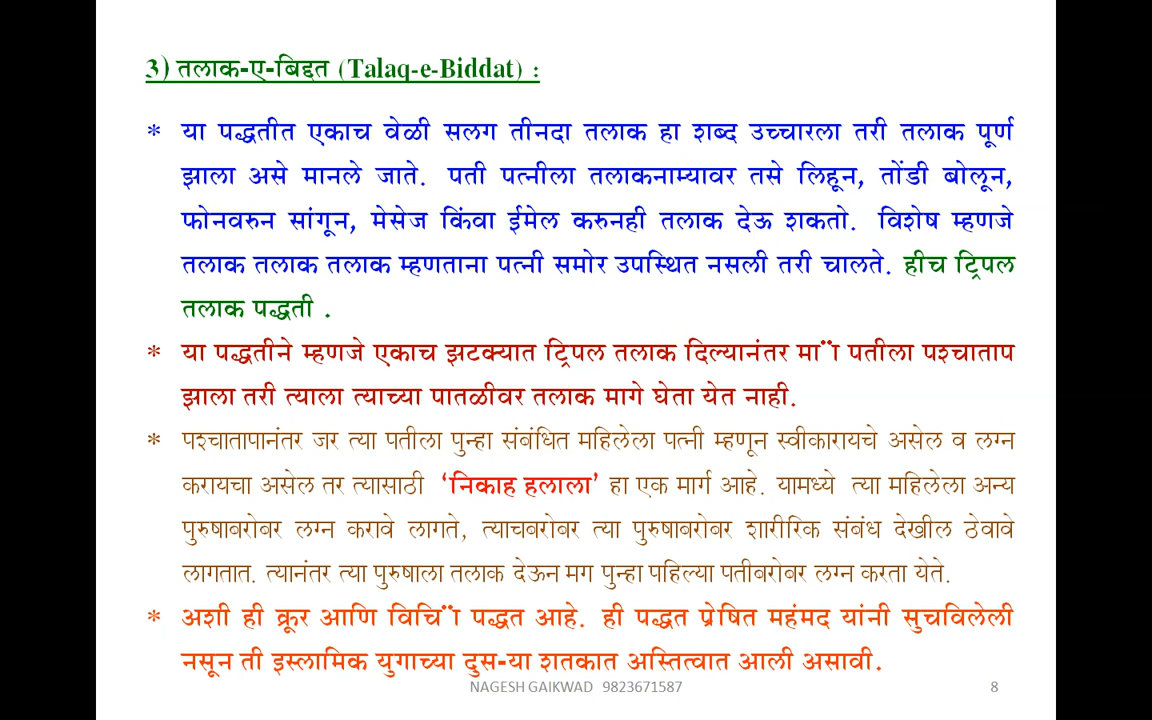 3) तलाक-ए-बिद्दत (Talaq-e-Biddat) :
* या पद्धतीत एकाच वेळी सलग तीनदा तलाक हा शब्द उच्चारला तरी तलाक पूर्ण
झाला असे मानले जाते. पती पत्नीला तलाकनाम्यावर तसे लिहून, तोंडी बोलून,
फोनवरुन सांगून, मेसेज किंवा ईमेल करुनही तलाक देऊ शकतो. विशेष म्हणजे
तलाक तलाक तलाक म्हणताना पत्नी समोर उपस्थित नसली तरी चालते. हीच ट्रिपल
तलाक पद्धती .
* या पद्धतीने म्हणजे एकाच झटक्यात ट्रिपल तलाक दिल्यानंतर मा¨ा पतीला पश्चाताप
झाला तरी त्याला त्याच्या पातळीवर तलाक मागे घेता येत नाही.
* पश्चातापानंतर जर त्या पतीला पुन्हा संबंधित महिलेला पत्नी म्हणून स्वीकारायचे असेल व लग्न
करायचा असेल तर त्यासाठी ‘निकाह हलाला’ हा एक मार्ग आहे. यामध्ये त्या महिलेला अन्य
पुरुषाबरोबर लग्न करावे लागते, त्याचबरोबर त्या पुरुषाबरोबर शारीरिक संबंध देखील ठेवावे
लागतात. त्यानंतर त्या पुरुषाला तलाक देऊन मग पुन्हा पहिल्या पतीबरोबर लग्न करता येते.
* अशी ही क्रूर आणि विचि¨ा पद्धत आहे. ही पद्धत प्रेषित महंमद यांनी सुचविलेली
नसून ती इस्लामिक युगाच्या दुस-या शतकात अस्तित्वात आली असावी.
NAGESH GAIKWAD 9823671587
8